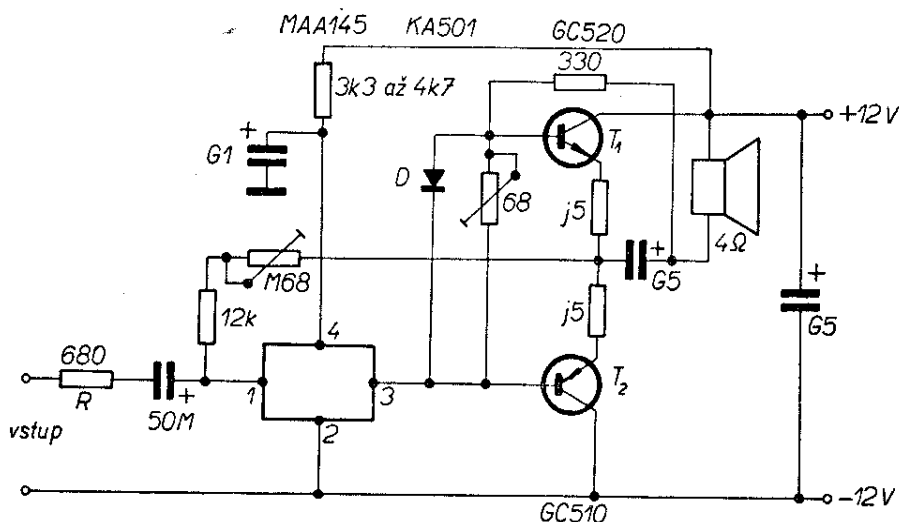 MAA145 KA501 GC520
3k3 až 4k7
330
+
G1
T₁
+12V
D
68
j5
4Ω
M68
+
G5
+
G5
12k
j5
4
680
R
50M
+
1
3
2
T₂
vstup
GC510
-12V